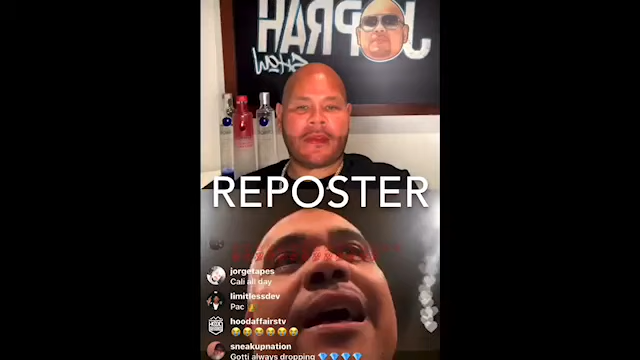 JOPRAH
Show
REPOSTER
jorgetapes
Cali all day
limitlessdev
Pac
hoodaffairstv
sneakupnation
Gotti always dropping